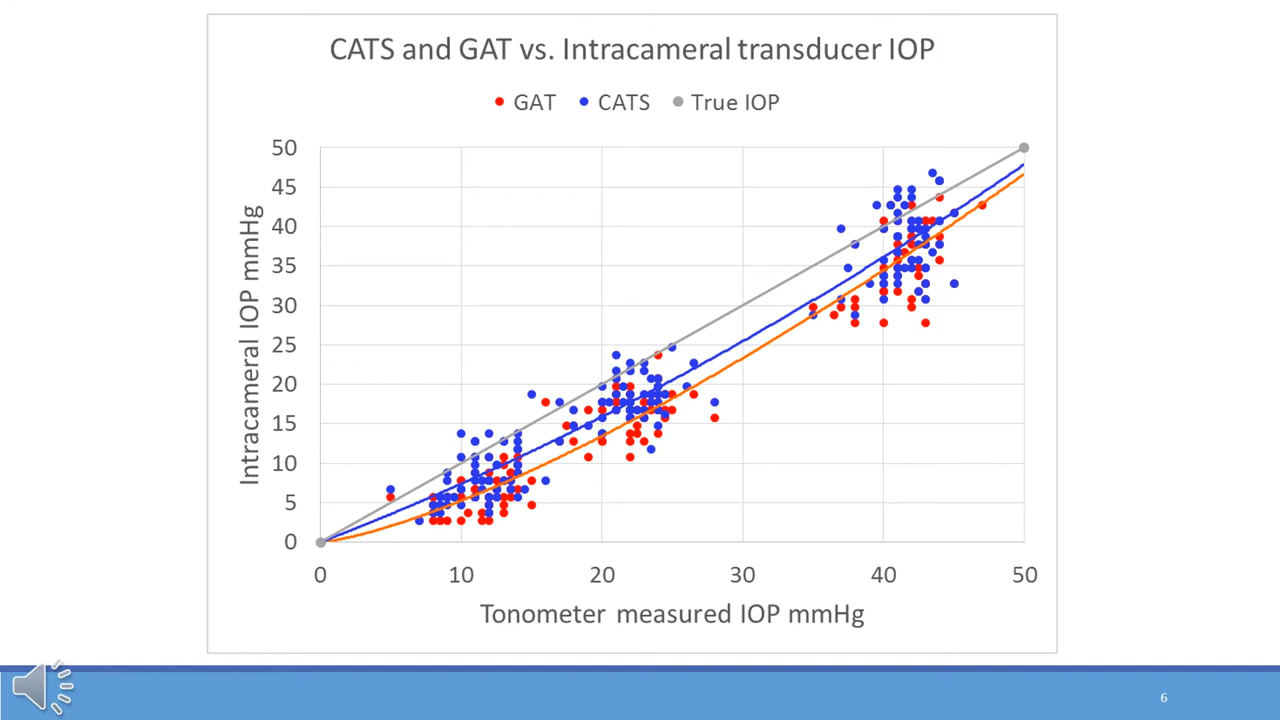 CATS and GAT vs. Intracameral transducer IOP
GAT CATS True IOP
50
45
40
35
30
25
20
15
10
5
0
Intracameral IOP mmHg
0 10 20 30 40 50
Tonometer measured IOP mmHg
6